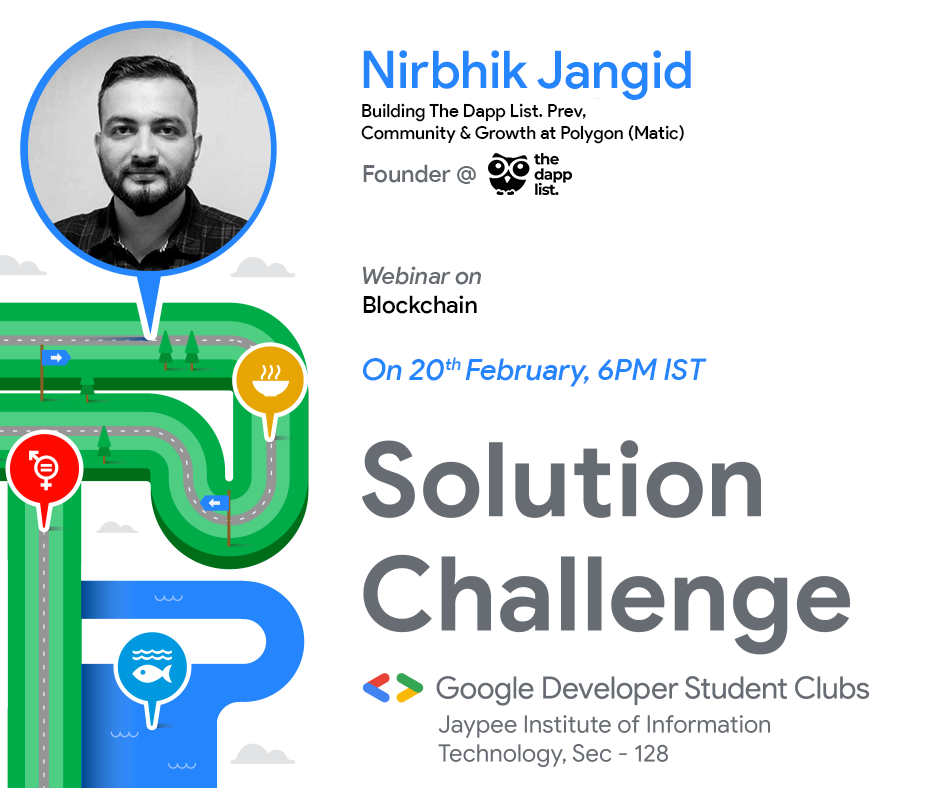 Nirbhik Jangid
Building The Dapp List. Prev,
Community & Growth at Polygon (Matic)
Founder @ the
dapp
list.
Webinar on
Blockchain
On 20th February, 6PM IST
Solution
Challenge
Google Developer Student Clubs
Jaypee Institute of Information
Technology, Sec - 128